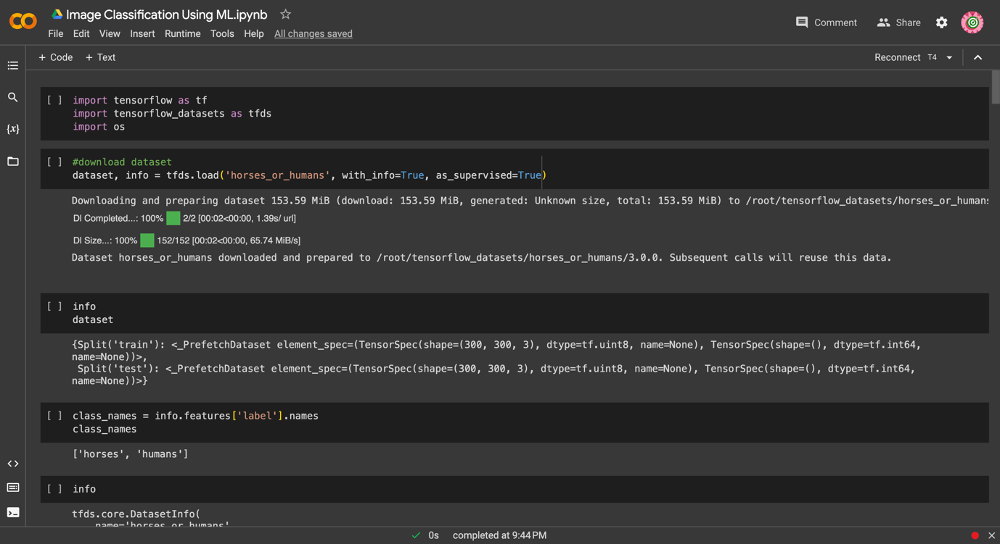 Image Classification Using ML.ipynb
File Edit View Insert Runtime Tools Help All changes saved
Comment Share
+ Code + Text
Reconnect T4
[ ] import tensorflow as tf
import tensorflow_datasets as tfds
import os
{x}
[ ] #download dataset
dataset, info = tfds.load('horses_or_humans', with_info=True, as_supervised=True)
Downloading and preparing dataset 153.59 MiB (download: 153.59 MiB, generated: Unknown size, total: 153.59 MiB) to /root/tensorflow_datasets/horses_or_humans
Dl Completed...: 100% 2/2 [00:02<00:00, 1.39s/ url]
Dl Size...: 100% 152/152 [00:02<00:00, 65.74 MiB/s]
Dataset horses_or_humans downloaded and prepared to /root/tensorflow_datasets/horses_or_humans/3.0.0. Subsequent calls will reuse this data.
[ ] info
dataset
{Split('train'): <_PrefetchDataset element_spec=(TensorSpec(shape=(300, 300, 3), dtype=tf.uint8, name=None), TensorSpec(shape=(), dtype=tf.int64,
name=None))>,
Split('test'): <_PrefetchDataset element_spec=(TensorSpec(shape=(300, 300, 3), dtype=tf.uint8, name=None), TensorSpec(shape=(), dtype=tf.int64,
name=None))>}
[ ] class_names = info.features['label'].names
class_names
['horses', 'humans']
[ ] info
tfds.core.DatasetInfo(
name='horses_or_humans'
0s completed at 9:44 PM